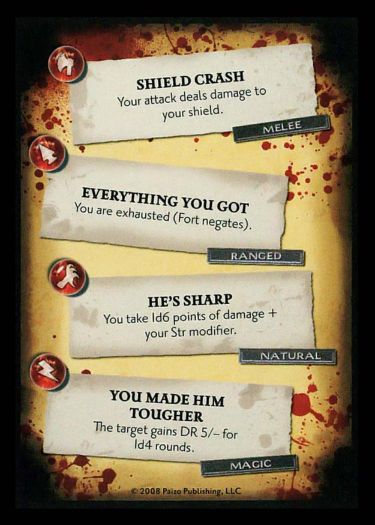 SHIELD CRASH
Your attack deals damage to
your shield.
MELEE
EVERYTHING YOU GOT
You are exhausted (Fort negates).
RANGED
HE'S SHARP
You take 1d6 points of damage +
your Str modifier.
NATURAL
YOU MADE HIM
TOUGHER
The target gains DR 5/– for
1d4 rounds.
MAGIC
© 2008 Paizo Publishing, LLC